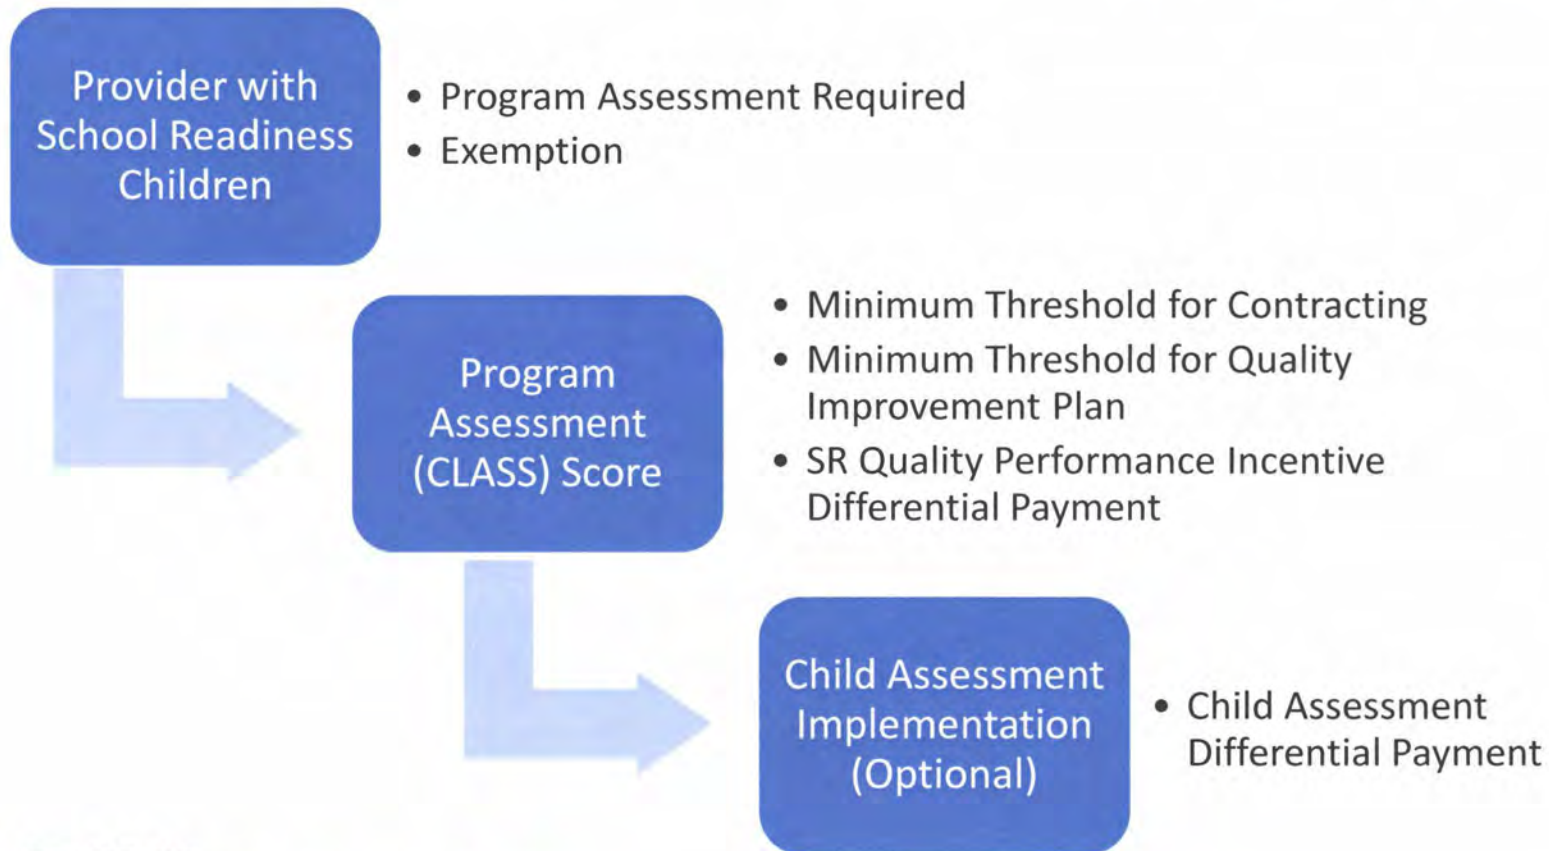 Provider with
School Readiness
Children
• Program Assessment Required
• Exemption
Program
Assessment
(CLASS) Score
• Minimum Threshold for Contracting
• Minimum Threshold for Quality
Improvement Plan
• SR Quality Performance Incentive
Differential Payment
Child Assessment
Implementation
(Optional)
• Child Assessment
Differential Payment